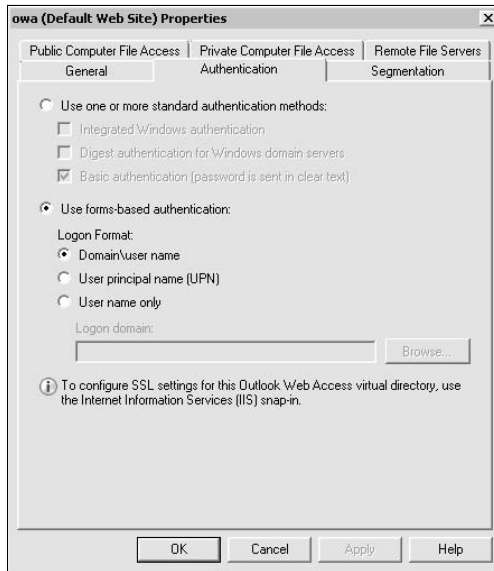 owa (Default Web Site) Properties
Public Computer File Access Private Computer File Access Remote File Servers
General Authentication Segmentation
Use one or more standard authentication methods:
Integrated Windows authentication
Digest authentication for Windows domain servers
Basic authentication (password is sent in clear text)
Use forms-based authentication:
Logon Format:
Domain\user name
User principal name (UPN)
User name only
Logon domain:
Browse...
To configure SSL settings for this Outlook Web Access virtual directory, use
the Internet Information Services (IIS) snap-in.
OK Cancel Apply Help